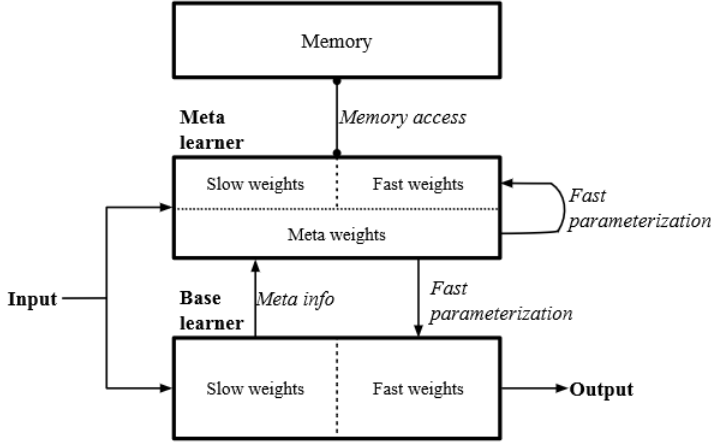 Memory
Meta
learner
Memory access
Slow weights
Fast weights
Fast
parameterization
Meta weights
Input
Base
learner
Meta info
Fast
parameterization
Slow weights
Fast weights
Output